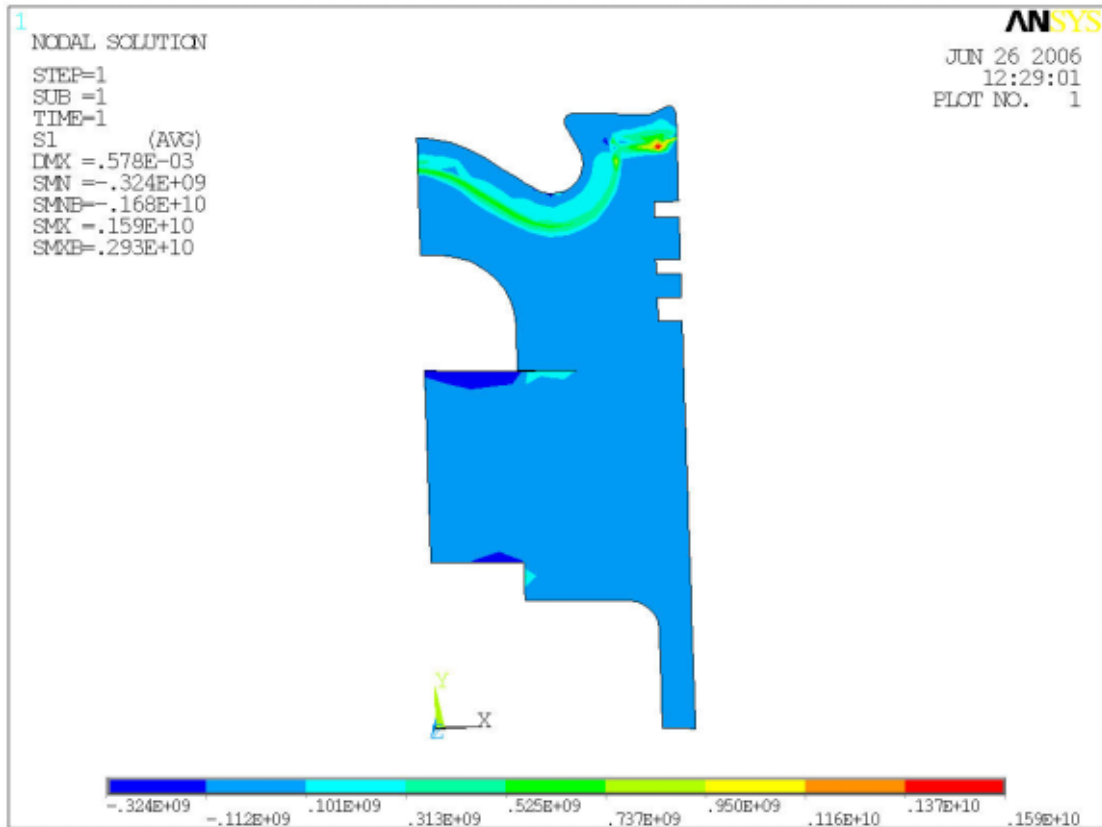 1
ANSYS
NODAL SOLUTION
JUN 26 2006
STEP=1
12:29:01
SUB =1
PLOT NO. 1
TIME=1
S1 (AVG)
DMX =.578E-03
SMN =-.324E+09
SMNB=-.168E+10
SMX =.159E+10
SMXB=.293E+10
Y
X
Z
-.324E+09 .101E+09 .525E+09 .950E+09 .137E+10
-.112E+09 .313E+09 .737E+09 .116E+10 .159E+10